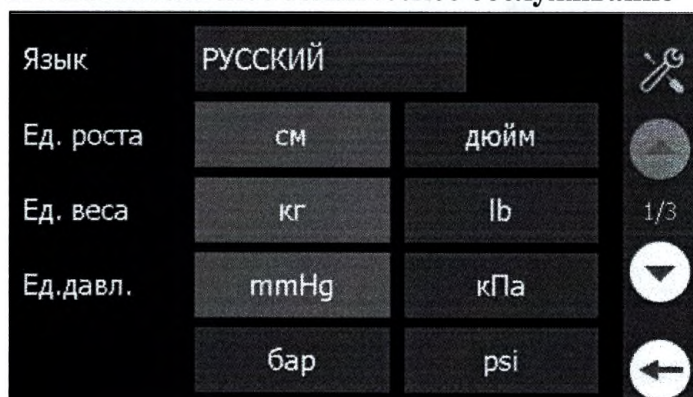 Язык РУССКИЙ
Ед. роста см дюйм
Ед. веса кг lb
1/3
Ед.давл. mmHg кПа
бар psi